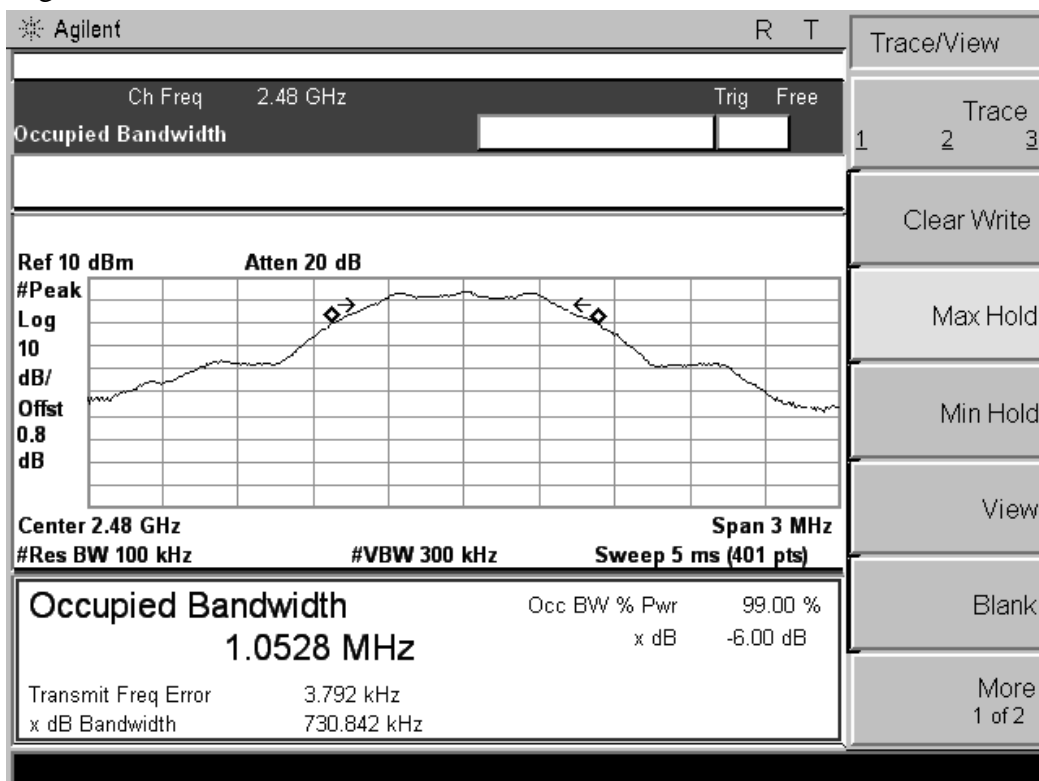 Agilent R T
Trace/View
Ch Freq 2.48 GHz Trig Free
Occupied Bandwidth
Trace
1 2 3
Clear Write
Ref 10 dBm Atten 20 dB
#Peak
Log
10
dB/
Offst
0.8
dB
Max Hold
Min Hold
View
Center 2.48 GHz Span 3 MHz
#Res BW 100 kHz #VBW 300 kHz Sweep 5 ms (401 pts)
Occupied Bandwidth Occ BW % Pwr 99.00 %
1.0528 MHz x dB -6.00 dB
Transmit Freq Error 3.792 kHz
x dB Bandwidth 730.842 kHz
Blank
More
1 of 2